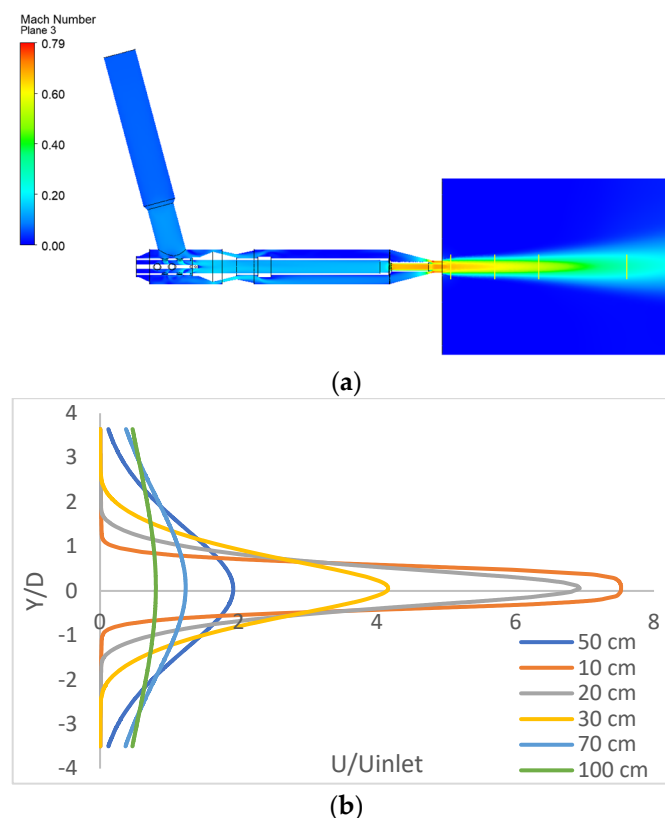 Mach Number
Plane 3
0.79
0.60
0.40
0.20
0.00
(a)
4
3
2
1
0
-1
-2
-3
-4
Y/D
0
2
4
6
8
U/Uinlet
50 cm
10 cm
20 cm
30 cm
70 cm
100 cm
(b)